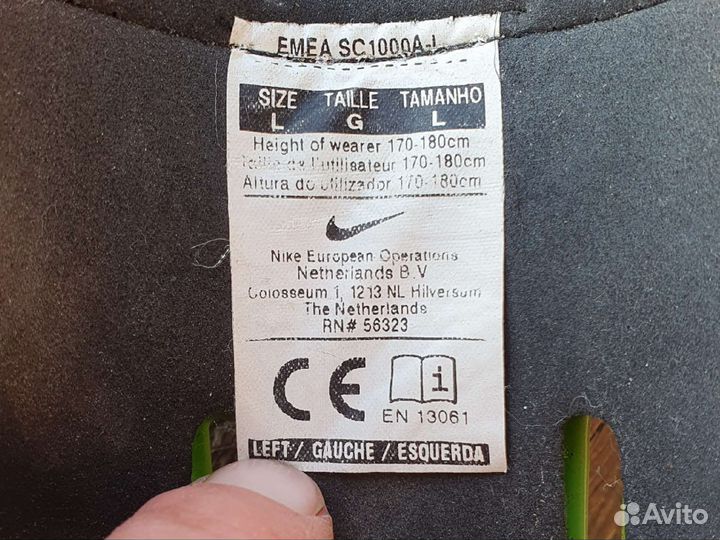 EMEA SC1000A-L
SIZE TAILLE TAMANHO
L G L
Height of wearer 170-180cm
Taille de l'utilisateur 170-180cm
Altura do utilizador 170-180cm
Nike European Operations
Netherlands B.V
Colosseum 1, 1213 NL Hilversum
The Netherlands
RN# 56323
CE i
EN 13061
LEFT / GAUCHE / ESQUERDA
Avito